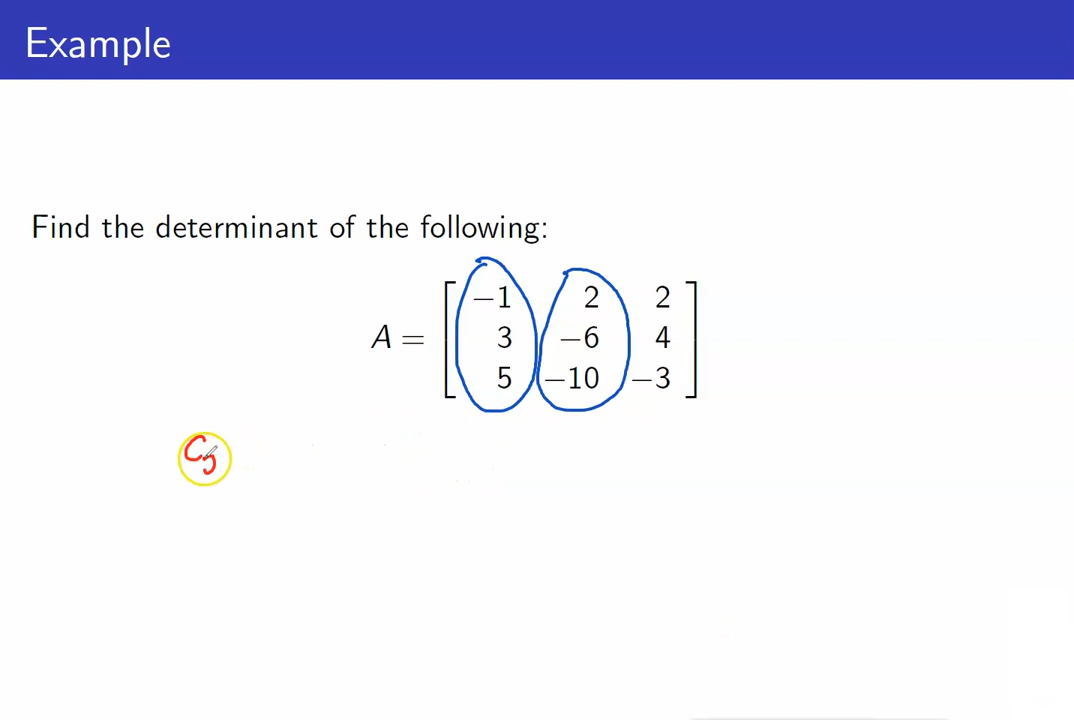 Example
Find the determinant of the following:
A = [ −1 2 2
3 −6 4
5 −10 −3 ]